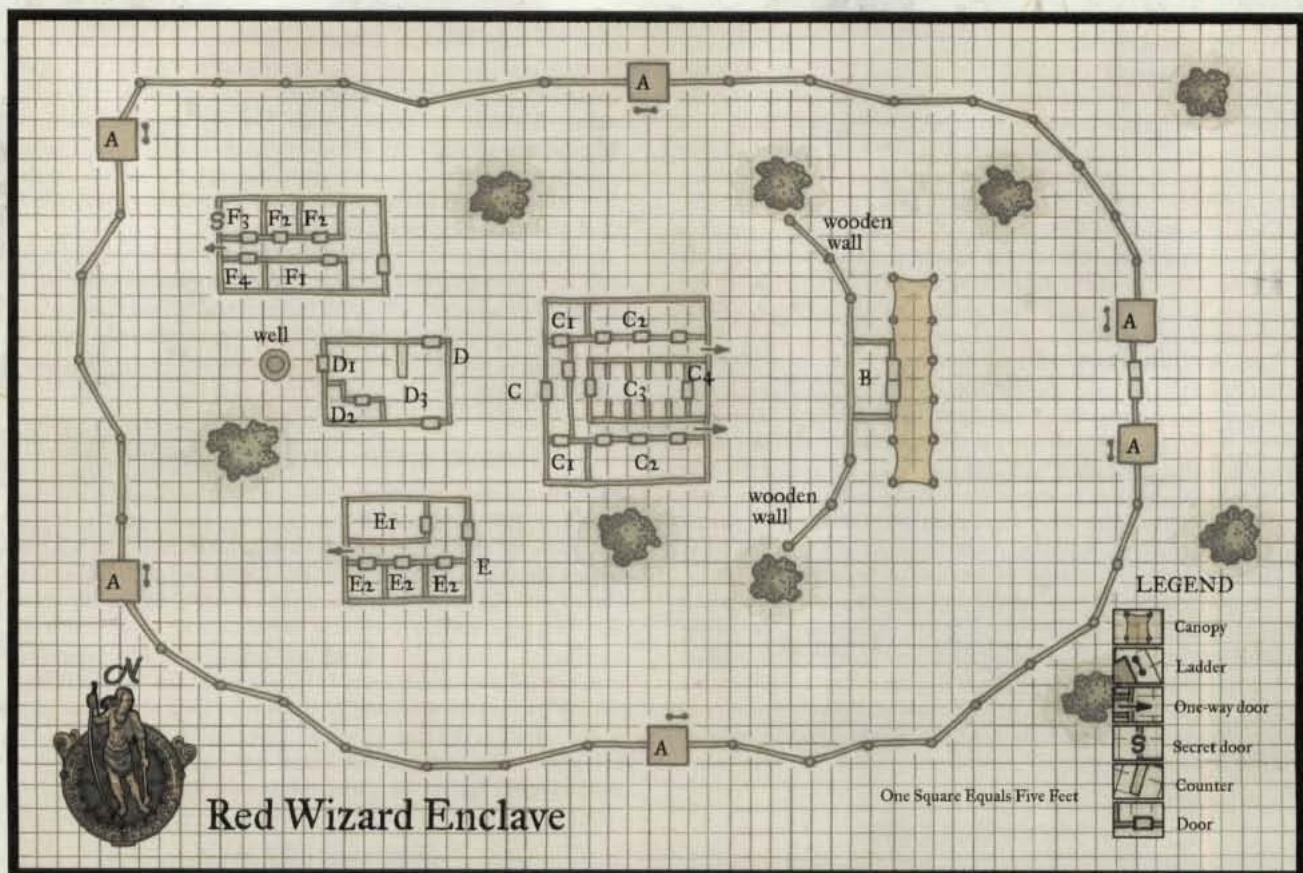 A
A
wooden
wall
S
F3
F2
F2
F4
F1
A
well
C1
C2
D1
D
C4
B
C
C3
D3
D2
A
C1
C2
wooden
wall
E1
A
E2
E2
E2
E
LEGEND
Canopy
N
Ladder
One-way door
A
S
Secret door
Counter
One Square Equals Five Feet
Red Wizard Enclave
Door